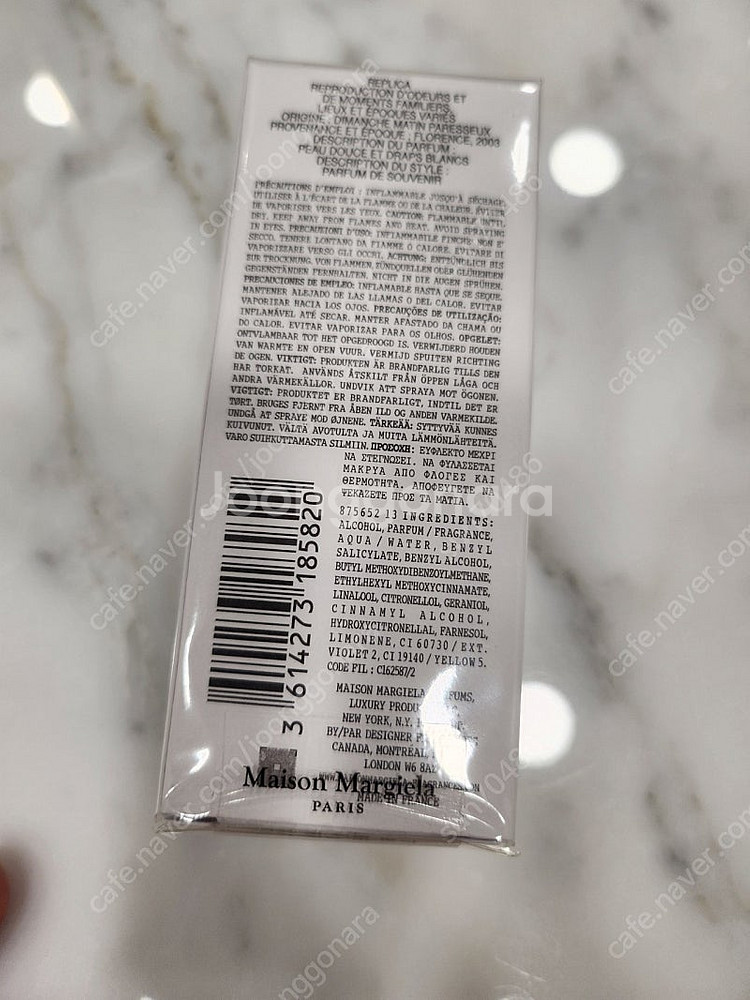 REPLICA
REPRODUCTION D'ODEURS ET
DE MOMENTS FAMILIERS,
LIEUX ET ÉPOQUES VARIÉS
ORIGINE: DIMANCHE MATIN PARESSEUX
PROVENANCE ET ÉPOQUE : FLORENCE, 2003
DESCRIPTION DU PARFUM :
PEAU DOUCE ET DRAPS BLANCS
DESCRIPTION DU STYLE :
PARFUM DE SOUVENIR
PRÉCAUTIONS D'EMPLOI : INFLAMMABLE JUSQU'À SÉCHAGE,
UTILISER À L'ÉCART DE LA FLAMME OU DE LA CHALEUR, ÉVITER
DE VAPORISER VERS LES YEUX. CAUTION: FLAMMABLE UNTIL
DRY, KEEP AWAY FROM FLAMES AND HEAT. AVOID SPRAYING
IN EYES. PRECAUZIONI D'USO: INFIAMMABILE FINCHE' NON E'
SECCO. TENERE LONTANO DA FIAMME O CALORE. EVITARE DI
VAPORIZZARE VERSO GLI OCCHI. ACHTUNG: ENTZÜNDLICH BIS
ZUR TROCKNUNG. VON FLAMMEN, ZÜNDQUELLEN ODER GLÜHENDEN
GEGENSTÄNDEN FERNHALTEN. NICHT IN DIE AUGEN SPRÜHEN.
PRECAUCIONES DE EMPLEO: INFLAMABLE HASTA QUE SE SEQUE.
MANTENER ALEJADO DE LAS LLAMAS O DEL CALOR. EVITAR
VAPORIZAR HACIA LOS OJOS. PRECAUÇÕES DE UTILIZAÇÃO:
INFLAMÁVEL ATÉ SECAR. MANTER AFASTADO DA CHAMA OU
DO CALOR. EVITAR VAPORIZAR PARA OS OLHOS. OPGELET:
ONTVLAMBAAR TOT HET OPGEDROOGD IS. VERWIJDERD HOUDEN
VAN WARMTE EN OPEN VUUR. VERMIJD SPUITEN RICHTING
DE OGEN. VIKTIGT: PRODUKTEN ÄR BRANDFARLIG TILLS DEN
HAR TORKAT. ANVÄNDS ÅTSKILT FRÅN ÖPPEN LÅGA OCH
ANDRA VÄRMEKÄLLOR. UNDVIK ATT SPRAYA MOT ÖGONEN.
VIGTIGT: PRODUKTET ER BRANDFARLIGT, INDTIL DET ER
TØRT. BRUGES FJERNT FRA ÅBEN ILD OG ANDEN VARMEKILDE.
UNDGÅ AT SPRAYE MOD ØJNENE. TÄRKEÄÄ: SYTTYVÄÄ KUNNES
KUIVUNUT. VÄLTÄ AVOTULTA JA MUITA LÄMMÖNLÄHTEITÄ.
VARO SUIHKUTTAMASTA SILMIIN. ΠΡΟΣΟΧΗ: ΕΥΦΛΕΚΤΟ ΜΕΧΡΙ
ΝΑ ΣΤΕΓΝΩΣΕΙ. ΝΑ ΦΥΛΑΣΣΕΤΑΙ
ΜΑΚΡΥΑ ΑΠΟ ΦΛΟΓΕΣ ΚΑΙ
ΘΕΡΜΟΤΗΤΑ. ΑΠΟΦΕΥΓΕΤΕ ΝΑ
ΨΕΚΑΖΕΤΕ ΠΡΟΣ ΤΑ ΜΑΤΙΑ.
Joonggonara
875652 13 INGREDIENTS:
ALCOHOL, PARFUM / FRAGRANCE,
AQUA / WATER, BENZYL
SALICYLATE, BENZYL ALCOHOL,
BUTYL METHOXYDIBENZOYLMETHANE,
ETHYLHEXYL METHOXYCINNAMATE,
LINALOOL, CITRONELLOL, GERANIOL,
CINNAMYL ALCOHOL,
HYDROXYCITRONELLAL, FARNESOL,
LIMONENE, CI 60730 / EXT.
VIOLET 2, CI 19140 / YELLOW 5.
CODE FIL : C162587/2
3 614273 185820
MAISON MARGIELA
LUXURY
NEW YORK, N.Y.
BY/PAR DESIGNER
CANADA, MONTREAL
LONDON W6
Maison Margiela
PARIS
MADE IN FRANCE
cafe.naver.com/joonggonara